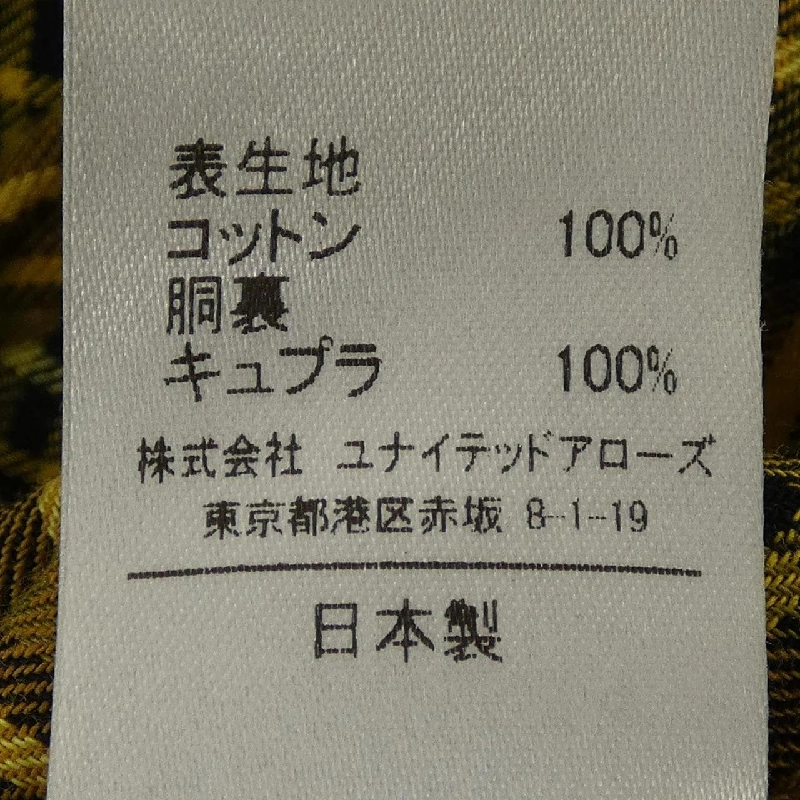 表生地
コットン 100%
胴裏
キュプラ 100%
株式会社 ユナイテッドアローズ
東京都港区赤坂 8-1-19
日本製